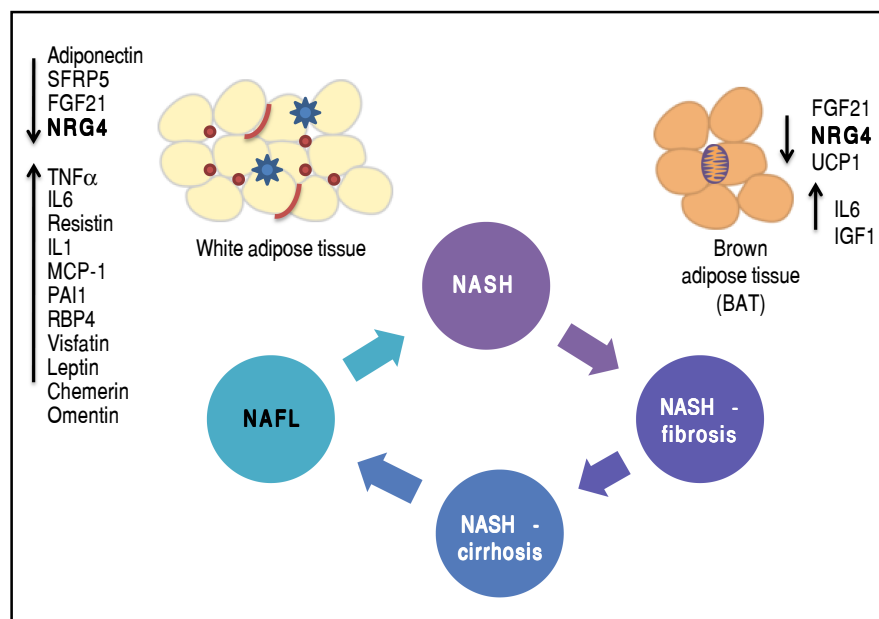 Adiponectin
SFRP5
FGF21
NRG4
TNFα
IL6
Resistin
IL1
MCP-1
PAI1
RBP4
Visfatin
Leptin
Chemerin
Omentin
White adipose tissue
FGF21
NRG4
UCP1
IL6
IGF1
Brown
adipose tissue
(BAT)
NASH
NAFL
NASH -
fibrosis
NASH -
cirrhosis